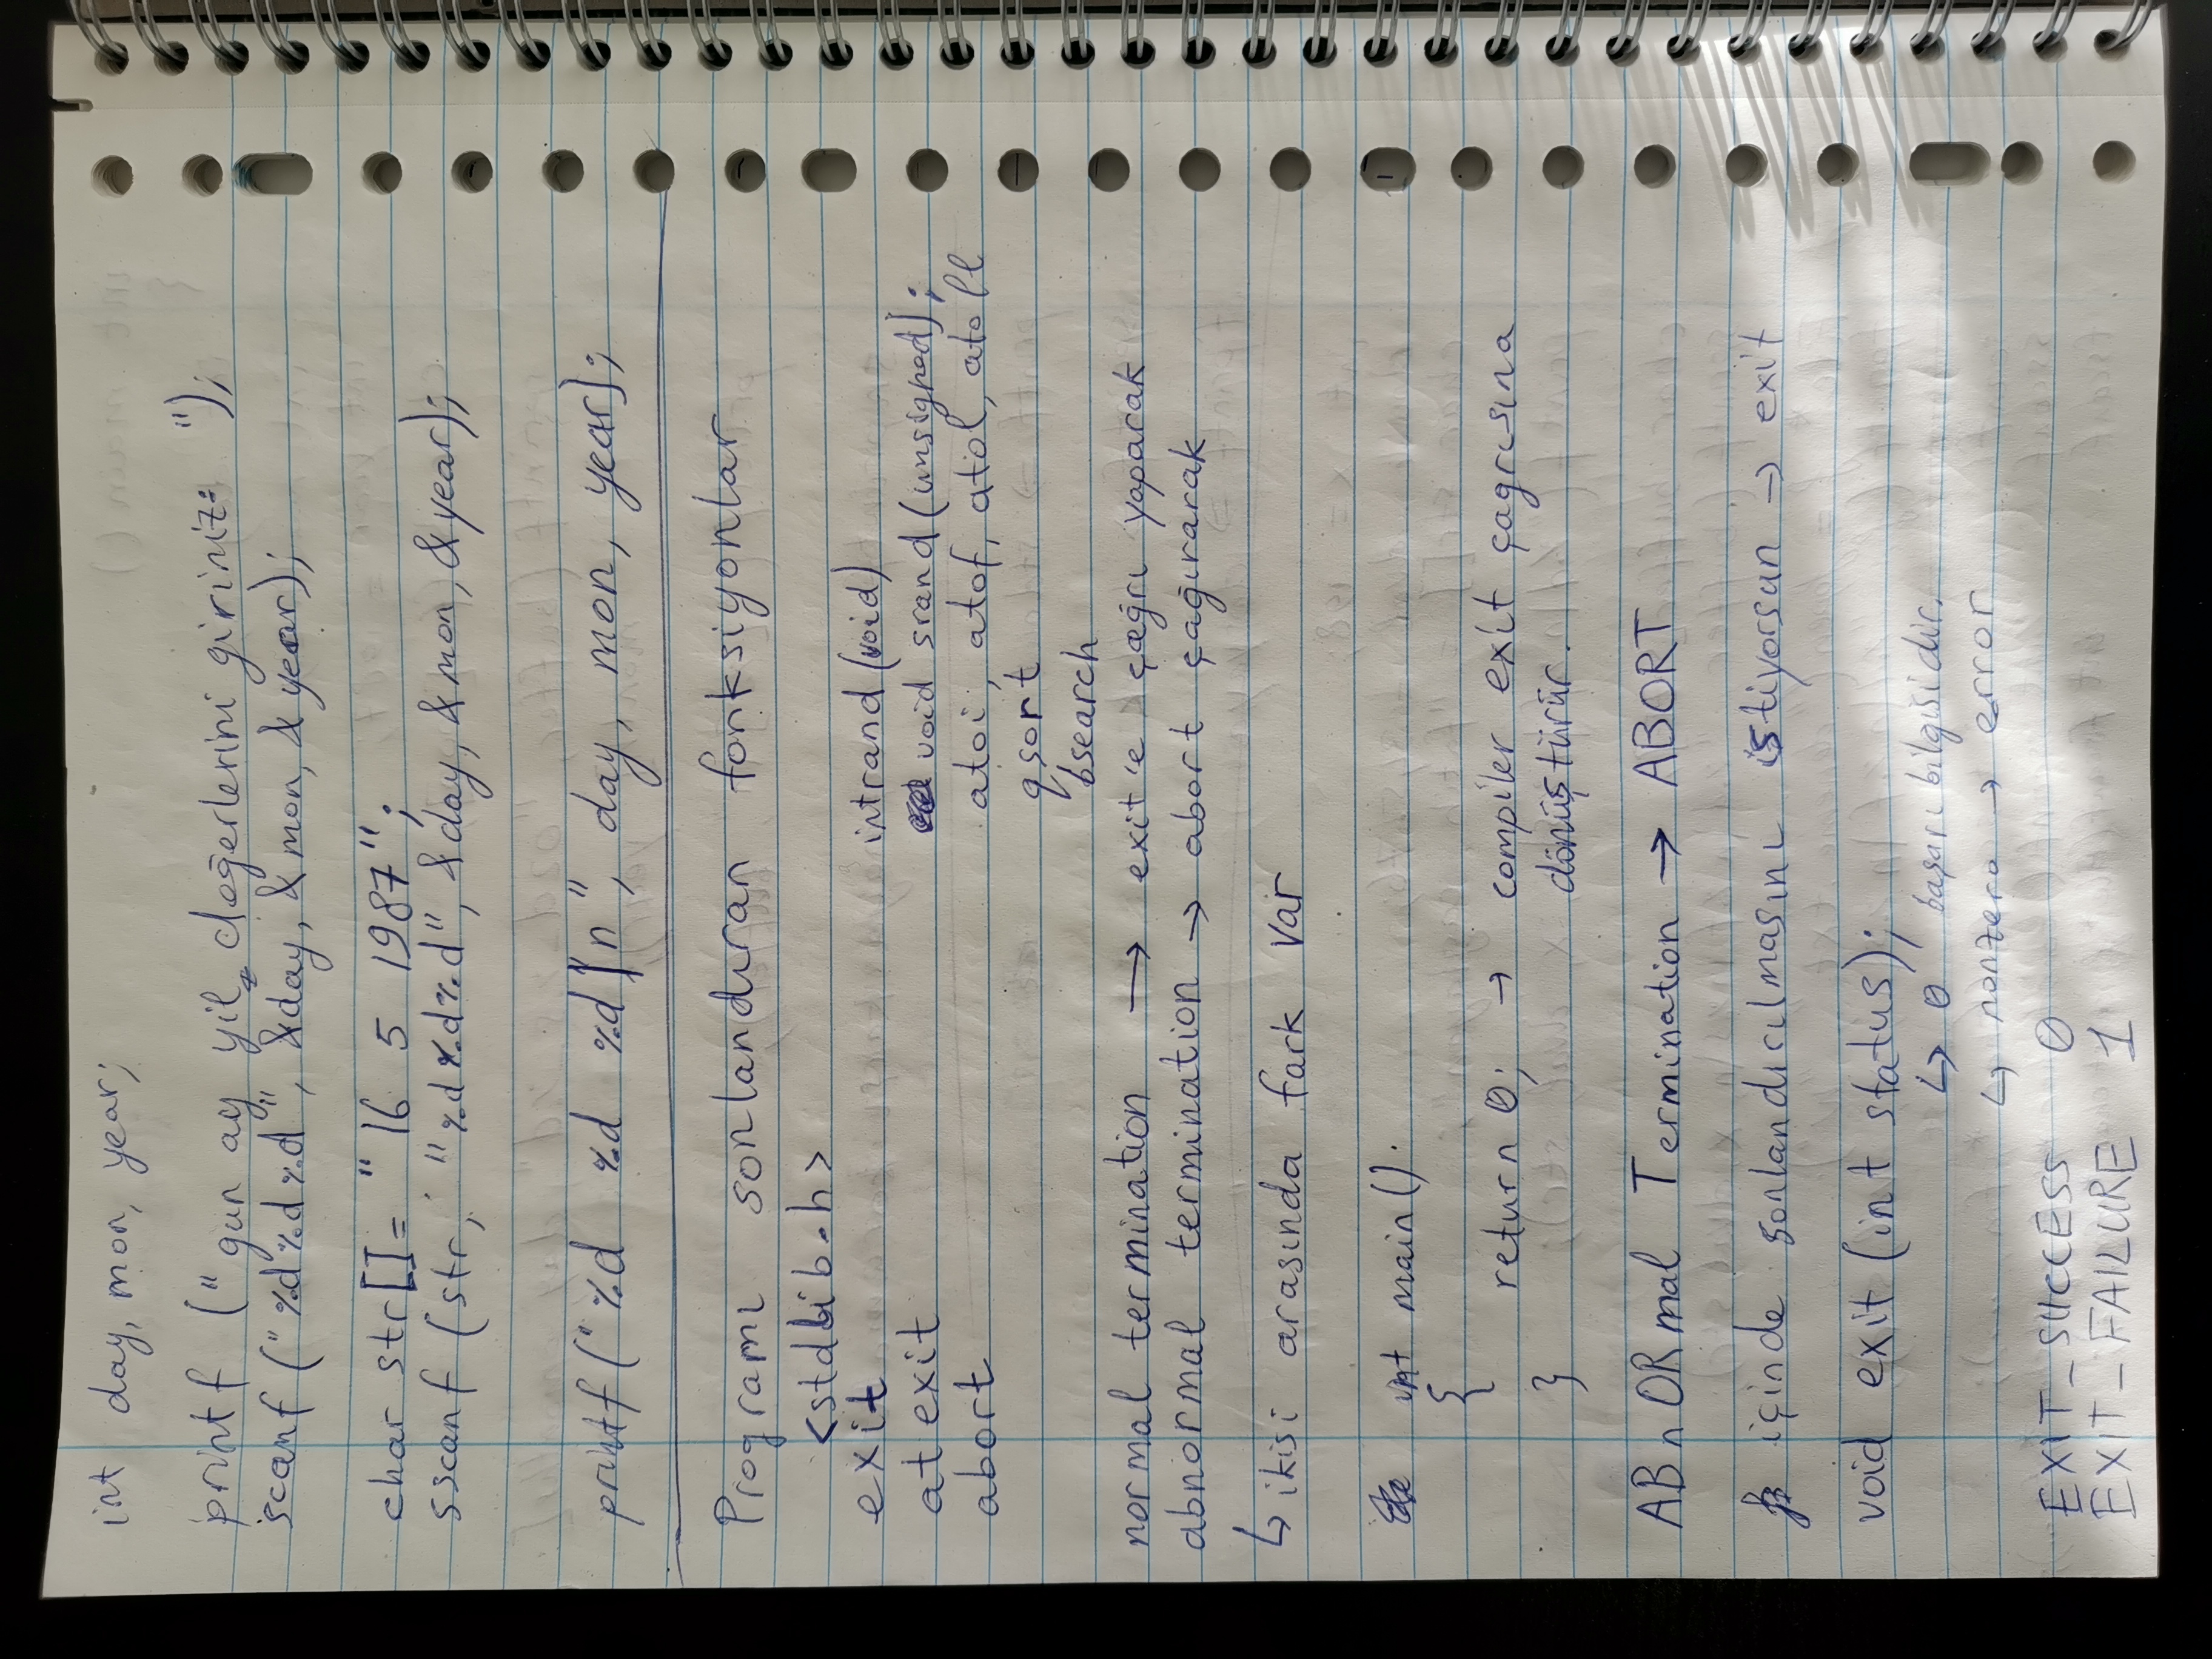 int day, mon, year;
printf (" gun ay yil değerlerini giriniz: ");
scanf ("%d%d%d", &day, &mon, &year);
char str[]= "16 5 1987";
sscanf (str, "%d%d%d", &day, &mon, &year);
printf("%d %d %d\n", day, mon, year);
Programı sonlandıran fonksiyonlar
<stdlib.h>
exit
intrand (void)
atexit
void srand (unsigned);
abort
atoi, atof, atol, atoll
qsort
bsearch
normal termination → exit'e çağrı yaparak
abnormal termination → abort çağırarak
↳ ikisi arasında fark var
int main()
{
return 0; → compiler exit çagrısına
} dönüştürür.
ABnORmal Termination → ABORT
içinde sonlandırılmasını istiyorsan → exit
void exit (int status);
↳ 0 başarı bilgisidir.
↳ nonzero → error
EXIT_SUCCESS 0
EXIT_FAILURE 1